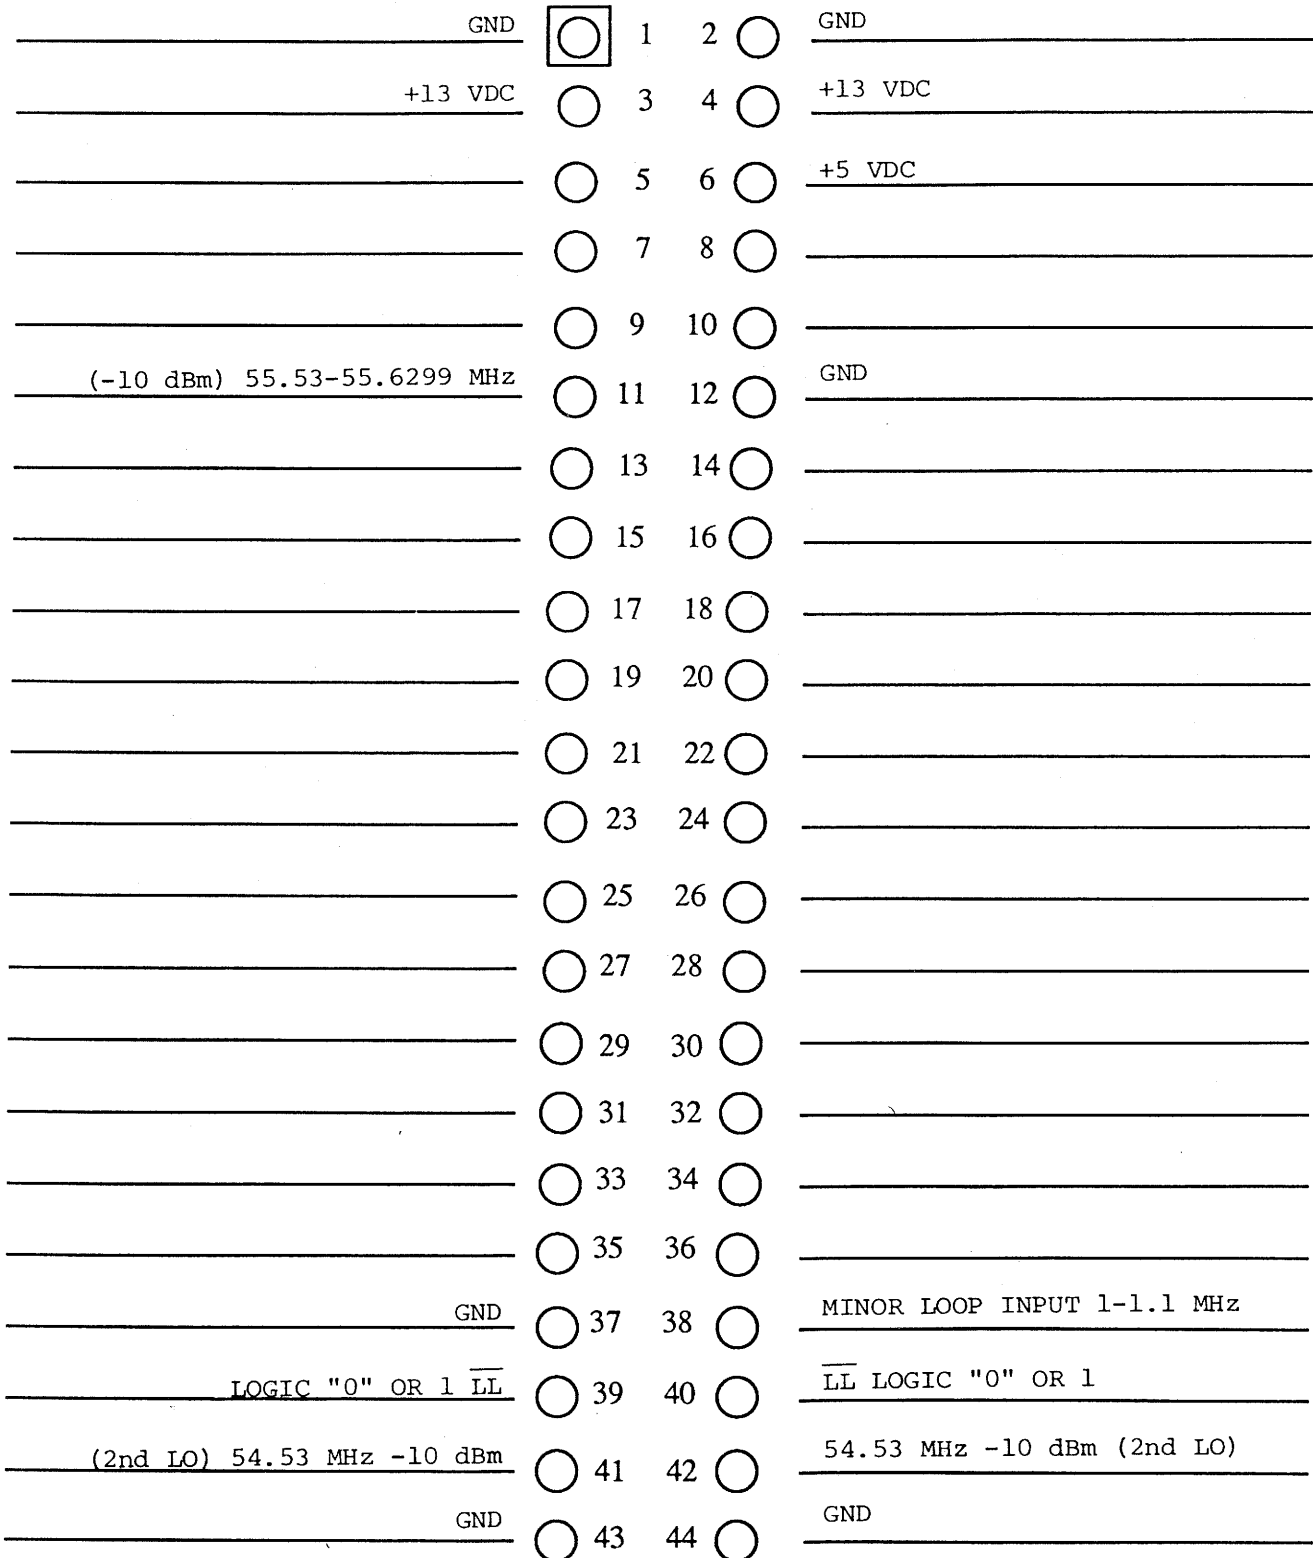 GND 1 2 GND
+13 VDC 3 4 +13 VDC
5 6 +5 VDC
7 8
9 10
(-10 dBm) 55.53-55.6299 MHz 11 12 GND
13 14
15 16
17 18
19 20
21 22
23 24
25 26
27 28
29 30
31 32
33 34
35 36
GND 37 38 MINOR LOOP INPUT 1-1.1 MHz
LOGIC "0" OR 1 L̅L̅ 39 40 L̅L̅ LOGIC "0" OR 1
(2nd LO) 54.53 MHz -10 dBm 41 42 54.53 MHz -10 dBm (2nd LO)
GND 43 44 GND